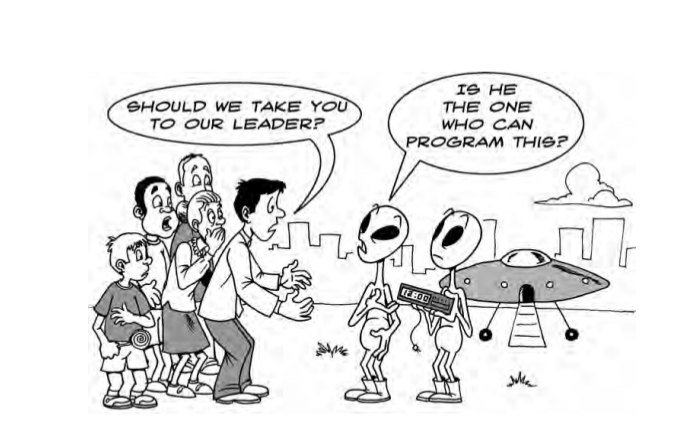 SHOULD WE TAKE YOU
TO OUR LEADER?
IS HE
THE ONE
WHO CAN
PROGRAM THIS?
12:00